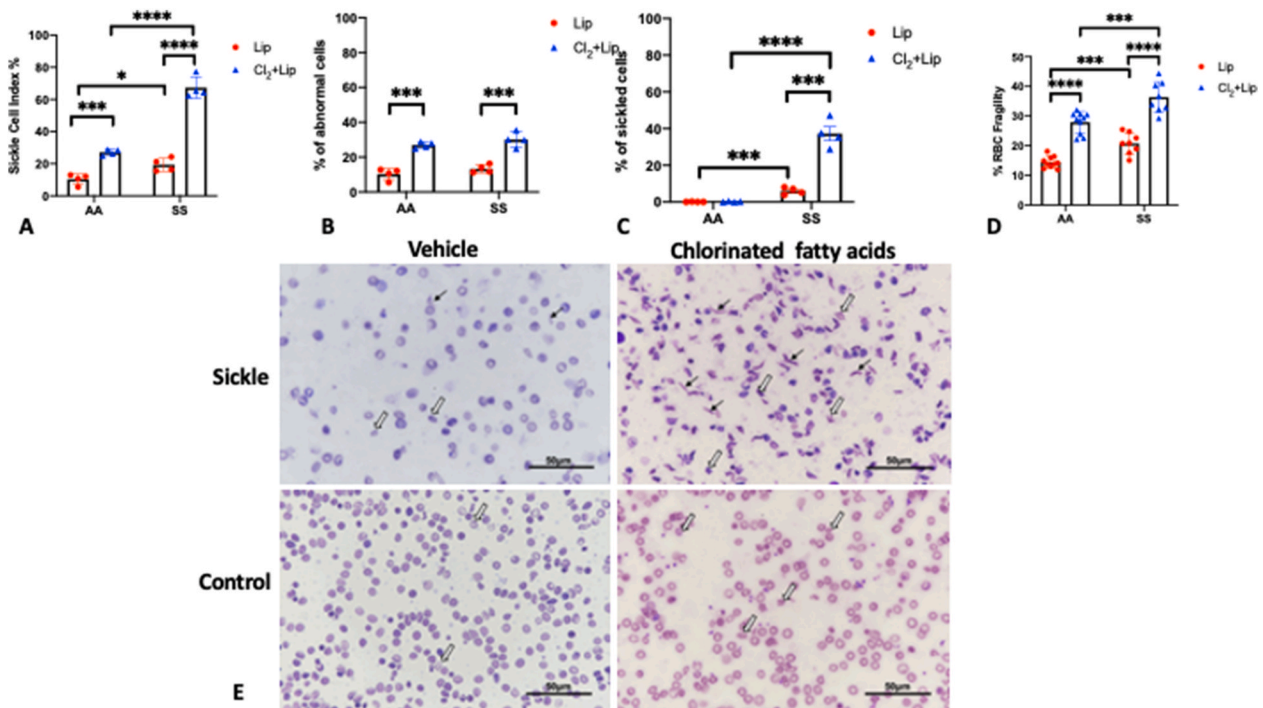 Sickle Cell Index %
100
80
60
40
20
0
AA
SS
***
*
****
****
Lip
Cl2+Lip
A
% of abnormal cells
100
80
60
40
20
0
AA
SS
***
***
Lip
Cl2+Lip
B
% of sickled cells
100
80
60
40
20
0
AA
SS
***
***
****
Lip
Cl2+Lip
C
% RBC Fragility
50
40
30
20
10
0
AA
SS
****
***
****
***
Lip
Cl2+Lip
D
Vehicle
Chlorinated fatty acids
Sickle
50µm
50µm
Control
50µm
50µm
E